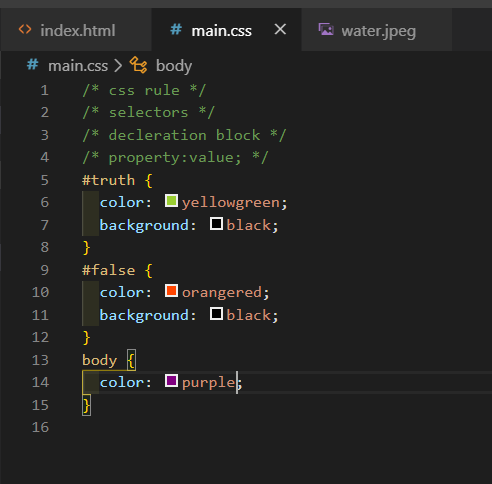 index.html main.css water.jpeg
main.css > body
1 /* css rule */
2 /* selectors */
3 /* decleration block */
4 /* property:value; */
5 #truth {
6 color: yellowgreen;
7 background: black;
8 }
9 #false {
10 color: orangered;
11 background: black;
12 }
13 body {
14 color: purple;
15 }
16